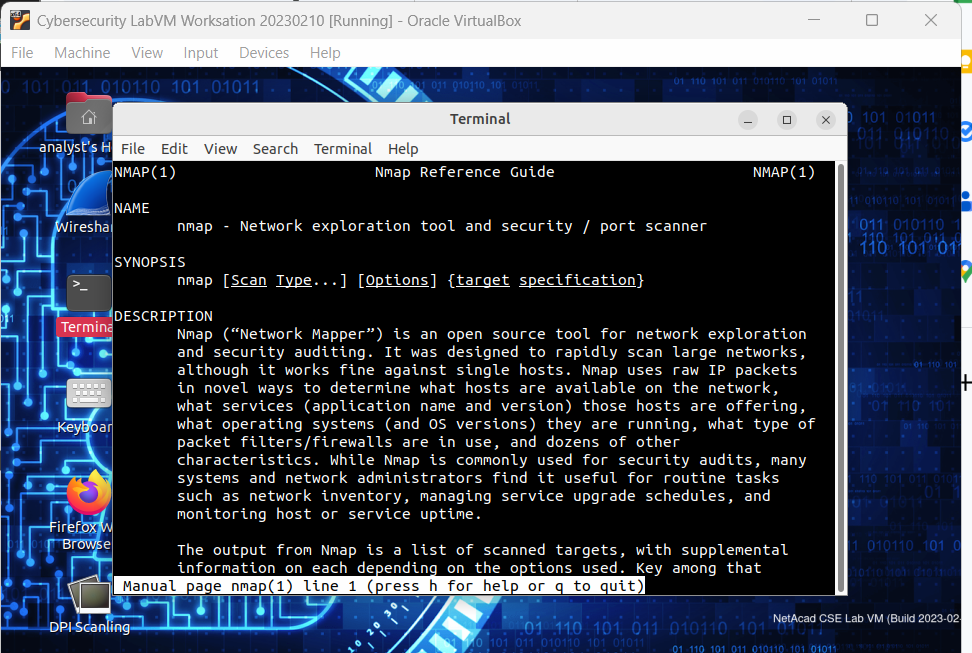 Cybersecurity LabVM Worksation 20230210 [Running] - Oracle VirtualBox
File Machine View Input Devices Help
analyst's H
Wireshar
Termina
Keyboar
Firefox W
Browse
DPI Scanling
Terminal
File Edit View Search Terminal Help
NMAP(1) Nmap Reference Guide NMAP(1)
NAME
nmap - Network exploration tool and security / port scanner
SYNOPSIS
nmap [Scan Type...] [Options] {target specification}
DESCRIPTION
Nmap (“Network Mapper”) is an open source tool for network exploration
and security auditing. It was designed to rapidly scan large networks,
although it works fine against single hosts. Nmap uses raw IP packets
in novel ways to determine what hosts are available on the network,
what services (application name and version) those hosts are offering,
what operating systems (and OS versions) they are running, what type of
packet filters/firewalls are in use, and dozens of other
characteristics. While Nmap is commonly used for security audits, many
systems and network administrators find it useful for routine tasks
such as network inventory, managing service upgrade schedules, and
monitoring host or service uptime.
The output from Nmap is a list of scanned targets, with supplemental
information on each depending on the options used. Key among that
Manual page nmap(1) line 1 (press h for help or q to quit)
NetAcad CSE Lab VM (Build 2023-02-